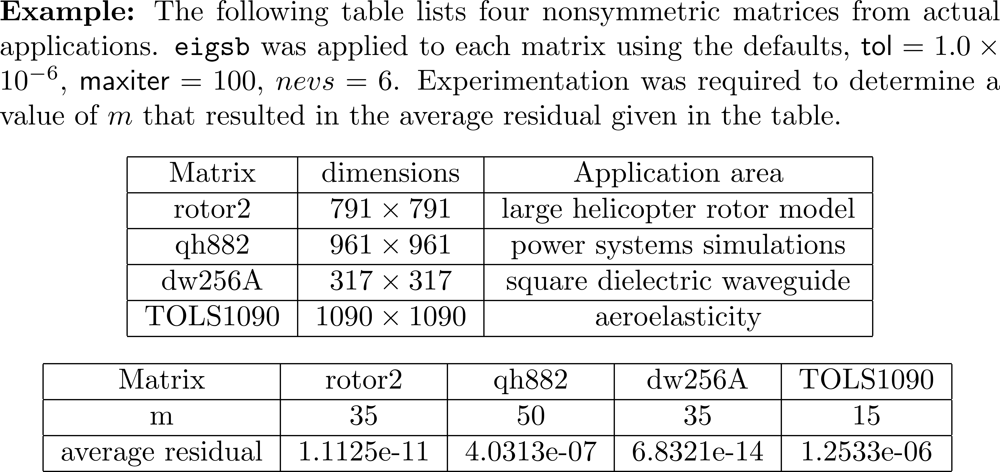 Example: The following table lists four nonsymmetric matrices from actual
applications. eigsb was applied to each matrix using the defaults, tol = 1.0 ×
10⁻⁶, maxiter = 100, nevs = 6. Experimentation was required to determine a
value of m that resulted in the average residual given in the table.
Matrix dimensions Application area
rotor2 791 × 791 large helicopter rotor model
qh882 961 × 961 power systems simulations
dw256A 317 × 317 square dielectric waveguide
TOLS1090 1090 × 1090 aeroelasticity
Matrix rotor2 qh882 dw256A TOLS1090
m 35 50 35 15
average residual 1.1125e-11 4.0313e-07 6.8321e-14 1.2533e-06